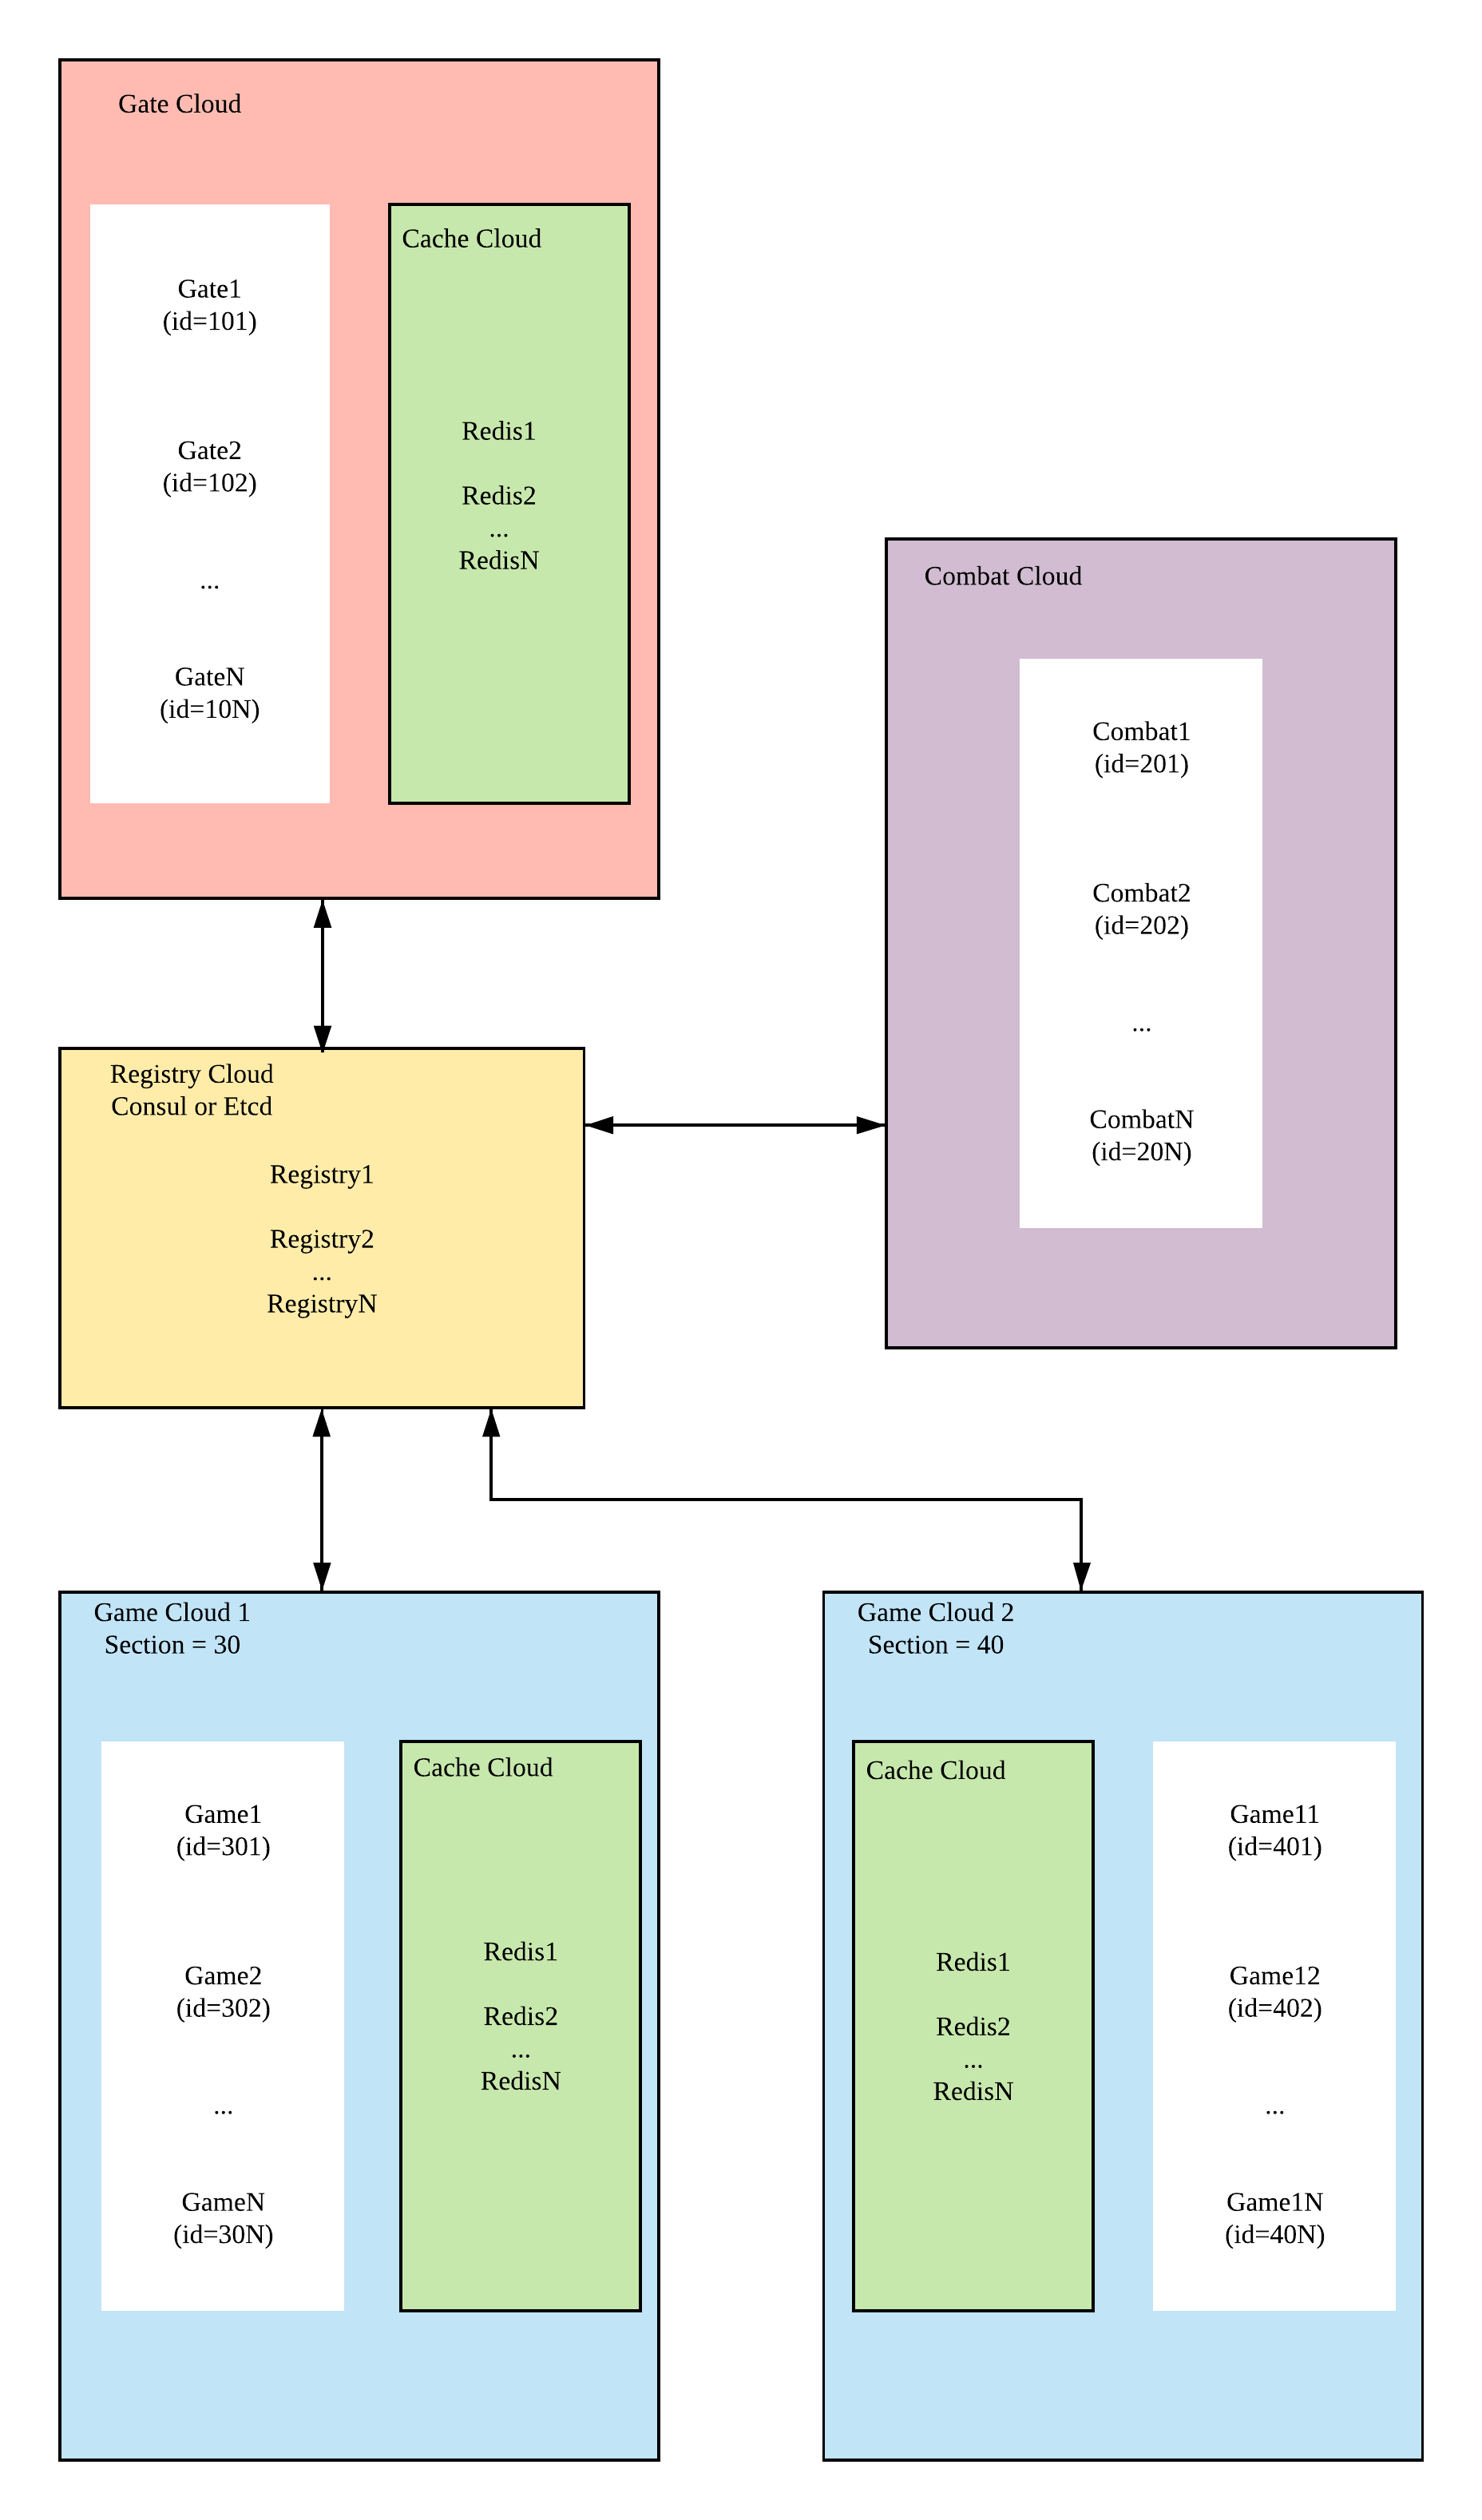 Gate Cloud
Gate1
(id=101)
Gate2
(id=102)
...
GateN
(id=10N)
Cache Cloud
Redis1
Redis2
...
RedisN
Combat Cloud
Combat1
(id=201)
Combat2
(id=202)
...
CombatN
(id=20N)
Registry Cloud
Consul or Etcd
Registry1
Registry2
...
RegistryN
Game Cloud 1
Section = 30
Game1
(id=301)
Game2
(id=302)
...
GameN
(id=30N)
Cache Cloud
Redis1
Redis2
...
RedisN
Game Cloud 2
Section = 40
Cache Cloud
Redis1
Redis2
...
RedisN
Game11
(id=401)
Game12
(id=402)
...
Game1N
(id=40N)